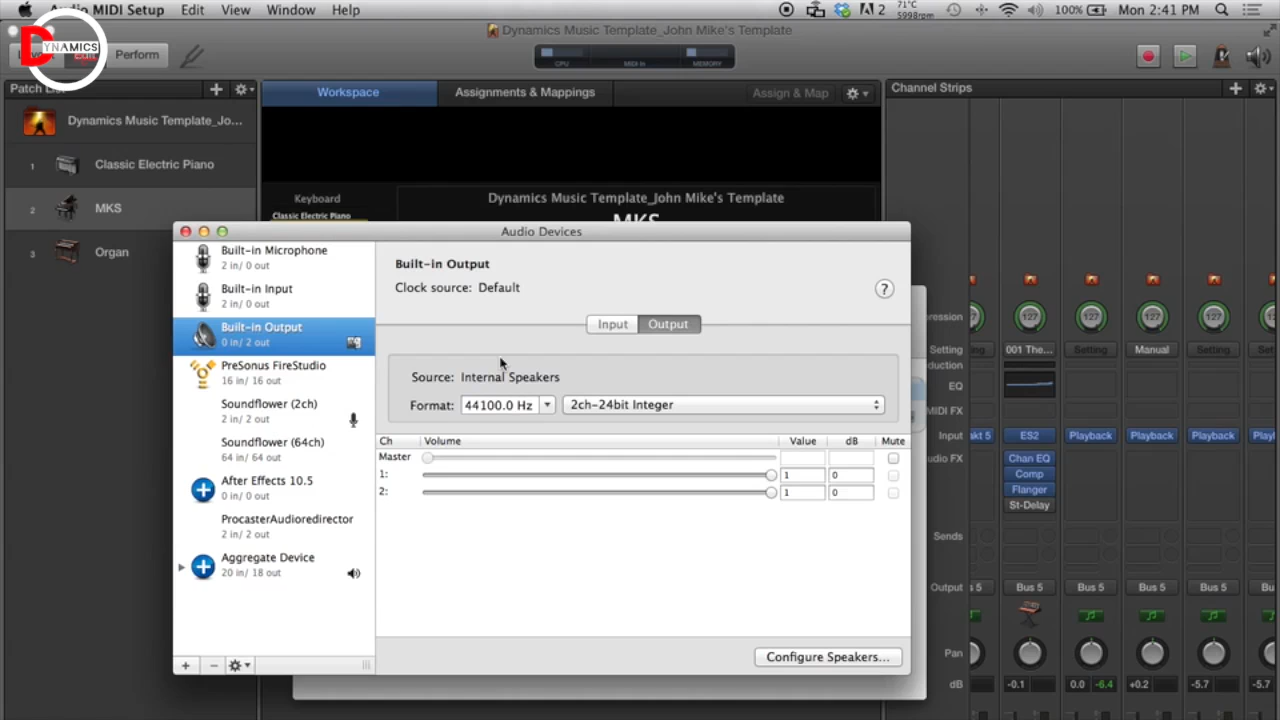 Audio MIDI Setup Edit View Window Help
71°C
5998rpm
2
100%
Mon 2:41 PM
Dynamics Music Template_John Mike's Template
DYNAMICS
Edit
Perform
CPU
MIDI In
MEMORY
Workspace
Assignments & Mappings
Assign & Map
Channel Strips
Dynamics Music Template_Jo...
1 Classic Electric Piano
2 MKS
3 Organ
Keyboard
Classic Electric Piano
Dynamics Music Template_John Mike's Template
MKS
Audio Devices
Built-in Microphone
2 in/ 0 out
Built-in Input
2 in/ 0 out
Built-in Output
0 in/ 2 out
PreSonus FireStudio
16 in/ 16 out
Soundflower (2ch)
2 in/ 2 out
Soundflower (64ch)
64 in/ 64 out
After Effects 10.5
0 in/ 0 out
ProcasterAudioredirector
2 in/ 2 out
Aggregate Device
20 in/ 18 out
Built-in Output
Clock source: Default
?
Input
Output
Source: Internal Speakers
Format: 44100.0 Hz
2ch-24bit Integer
Ch Volume Value dB Mute
Master
1: 1 0
2: 1 0
Configure Speakers...
127 127 127 127
Setting
001 The...
Setting
Manual
Setting
EQ
MIDI FX
Input
ES2
Playback
Playback
Playback
Chan EQ
Comp
Flanger
St-Delay
Sends
Output
Bus 5
Bus 5
Bus 5
Bus 5
Pan
dB
-0.1
0.0 -6.4
+0.2
-5.7
-5.7